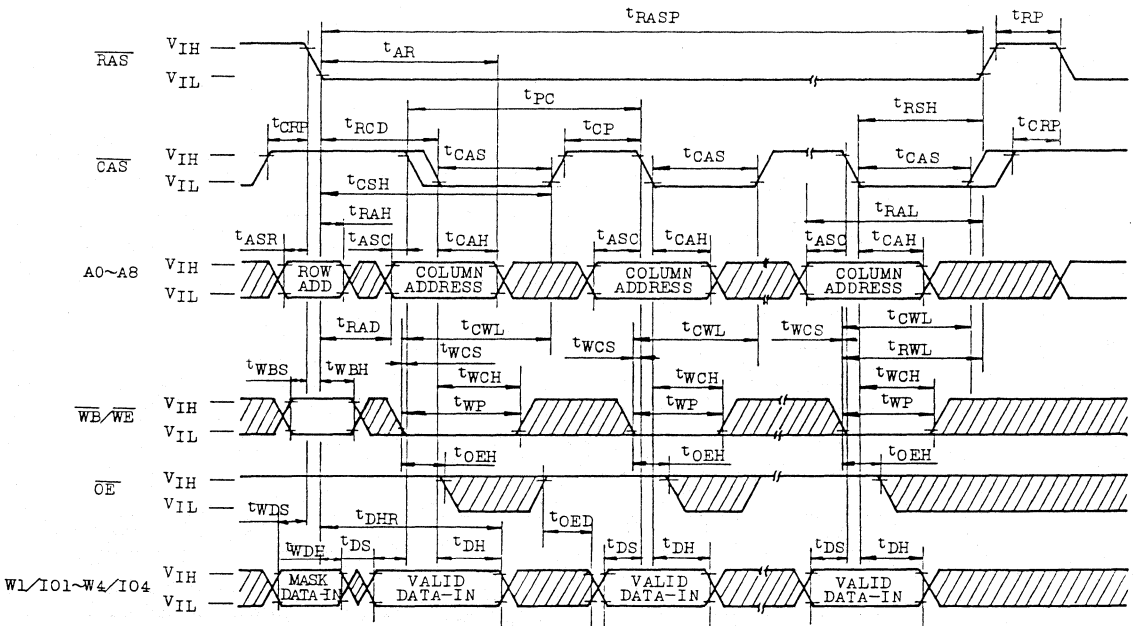 tRASP
tRP
RAS
VIH
VIL
tAR
tPC
tRSH
tCRP
tRCD
tCP
tCRP
CAS
VIH
VIL
tCAS
tCAS
tCAS
tCSH
tRAH
tRAL
tASR
tASC
tCAH
tASC
tCAH
tASC
tCAH
A0~A8
VIH
VIL
ROW ADD
COLUMN ADDRESS
COLUMN ADDRESS
COLUMN ADDRESS
tRAD
tCWL
tCWL
tCWL
tWCS
tWCS
tWCS
tRWL
tWBS
tWBH
tWCH
tWCH
tWCH
WB/WE
VIH
VIL
tWP
tWP
tWP
tOEH
tOEH
tOEH
OE
VIH
VIL
tWDS
tDHR
tOED
tWDH
tDS
tDH
tDS
tDH
tDS
tDH
W1/IO1~W4/IO4
VIH
VIL
MASK DATA-IN
VALID DATA-IN
VALID DATA-IN
VALID DATA-IN